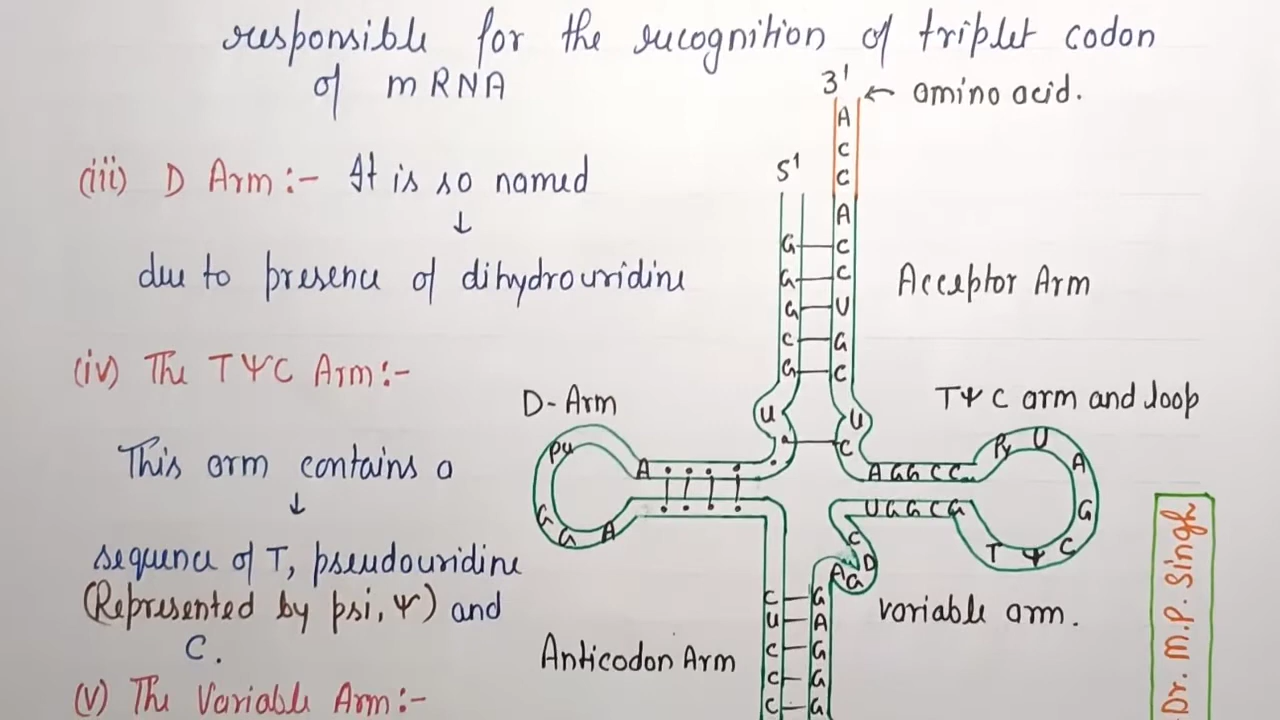 responsible for the recognition of triplet codon
of mRNA
3' ← amino acid.
A
C
C
5'
A
(iii) D Arm:- It is so named
↓
due to presence of dihydrouridine
G C
G C
G U
C G
G C
Acceptor Arm
(iv) The TΨC Arm:-
D-Arm
TΨC arm and loop
U U
C
Pu A
A G G C C
Py U A G C Ψ T
This arm contains a
↓
G G A
U G G C G
sequence of T, pseudouridine
(Represented by psi, Ψ) and
C.
C D G A
variable arm.
C G
U A
C G
C G
C G
Anticodon Arm
(v) The Variable Arm:-
Dr. M.P. Singh